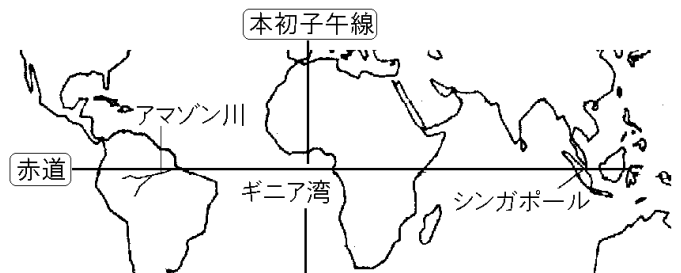 本初子午線
アマゾン川
赤道
ギニア湾
シンガポール